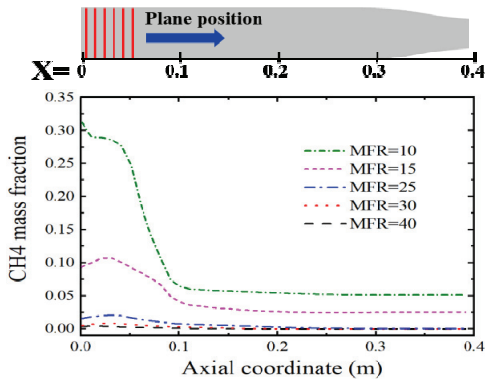 Plane position
X= 0 0.1 0.2 0.3 0.4
0.35
0.30
0.25
0.20
0.15
0.10
0.05
0.00
CH4 mass fraction
MFR=10
MFR=15
MFR=25
MFR=30
MFR=40
0.0 0.1 0.2 0.3 0.4
Axial coordinate (m)